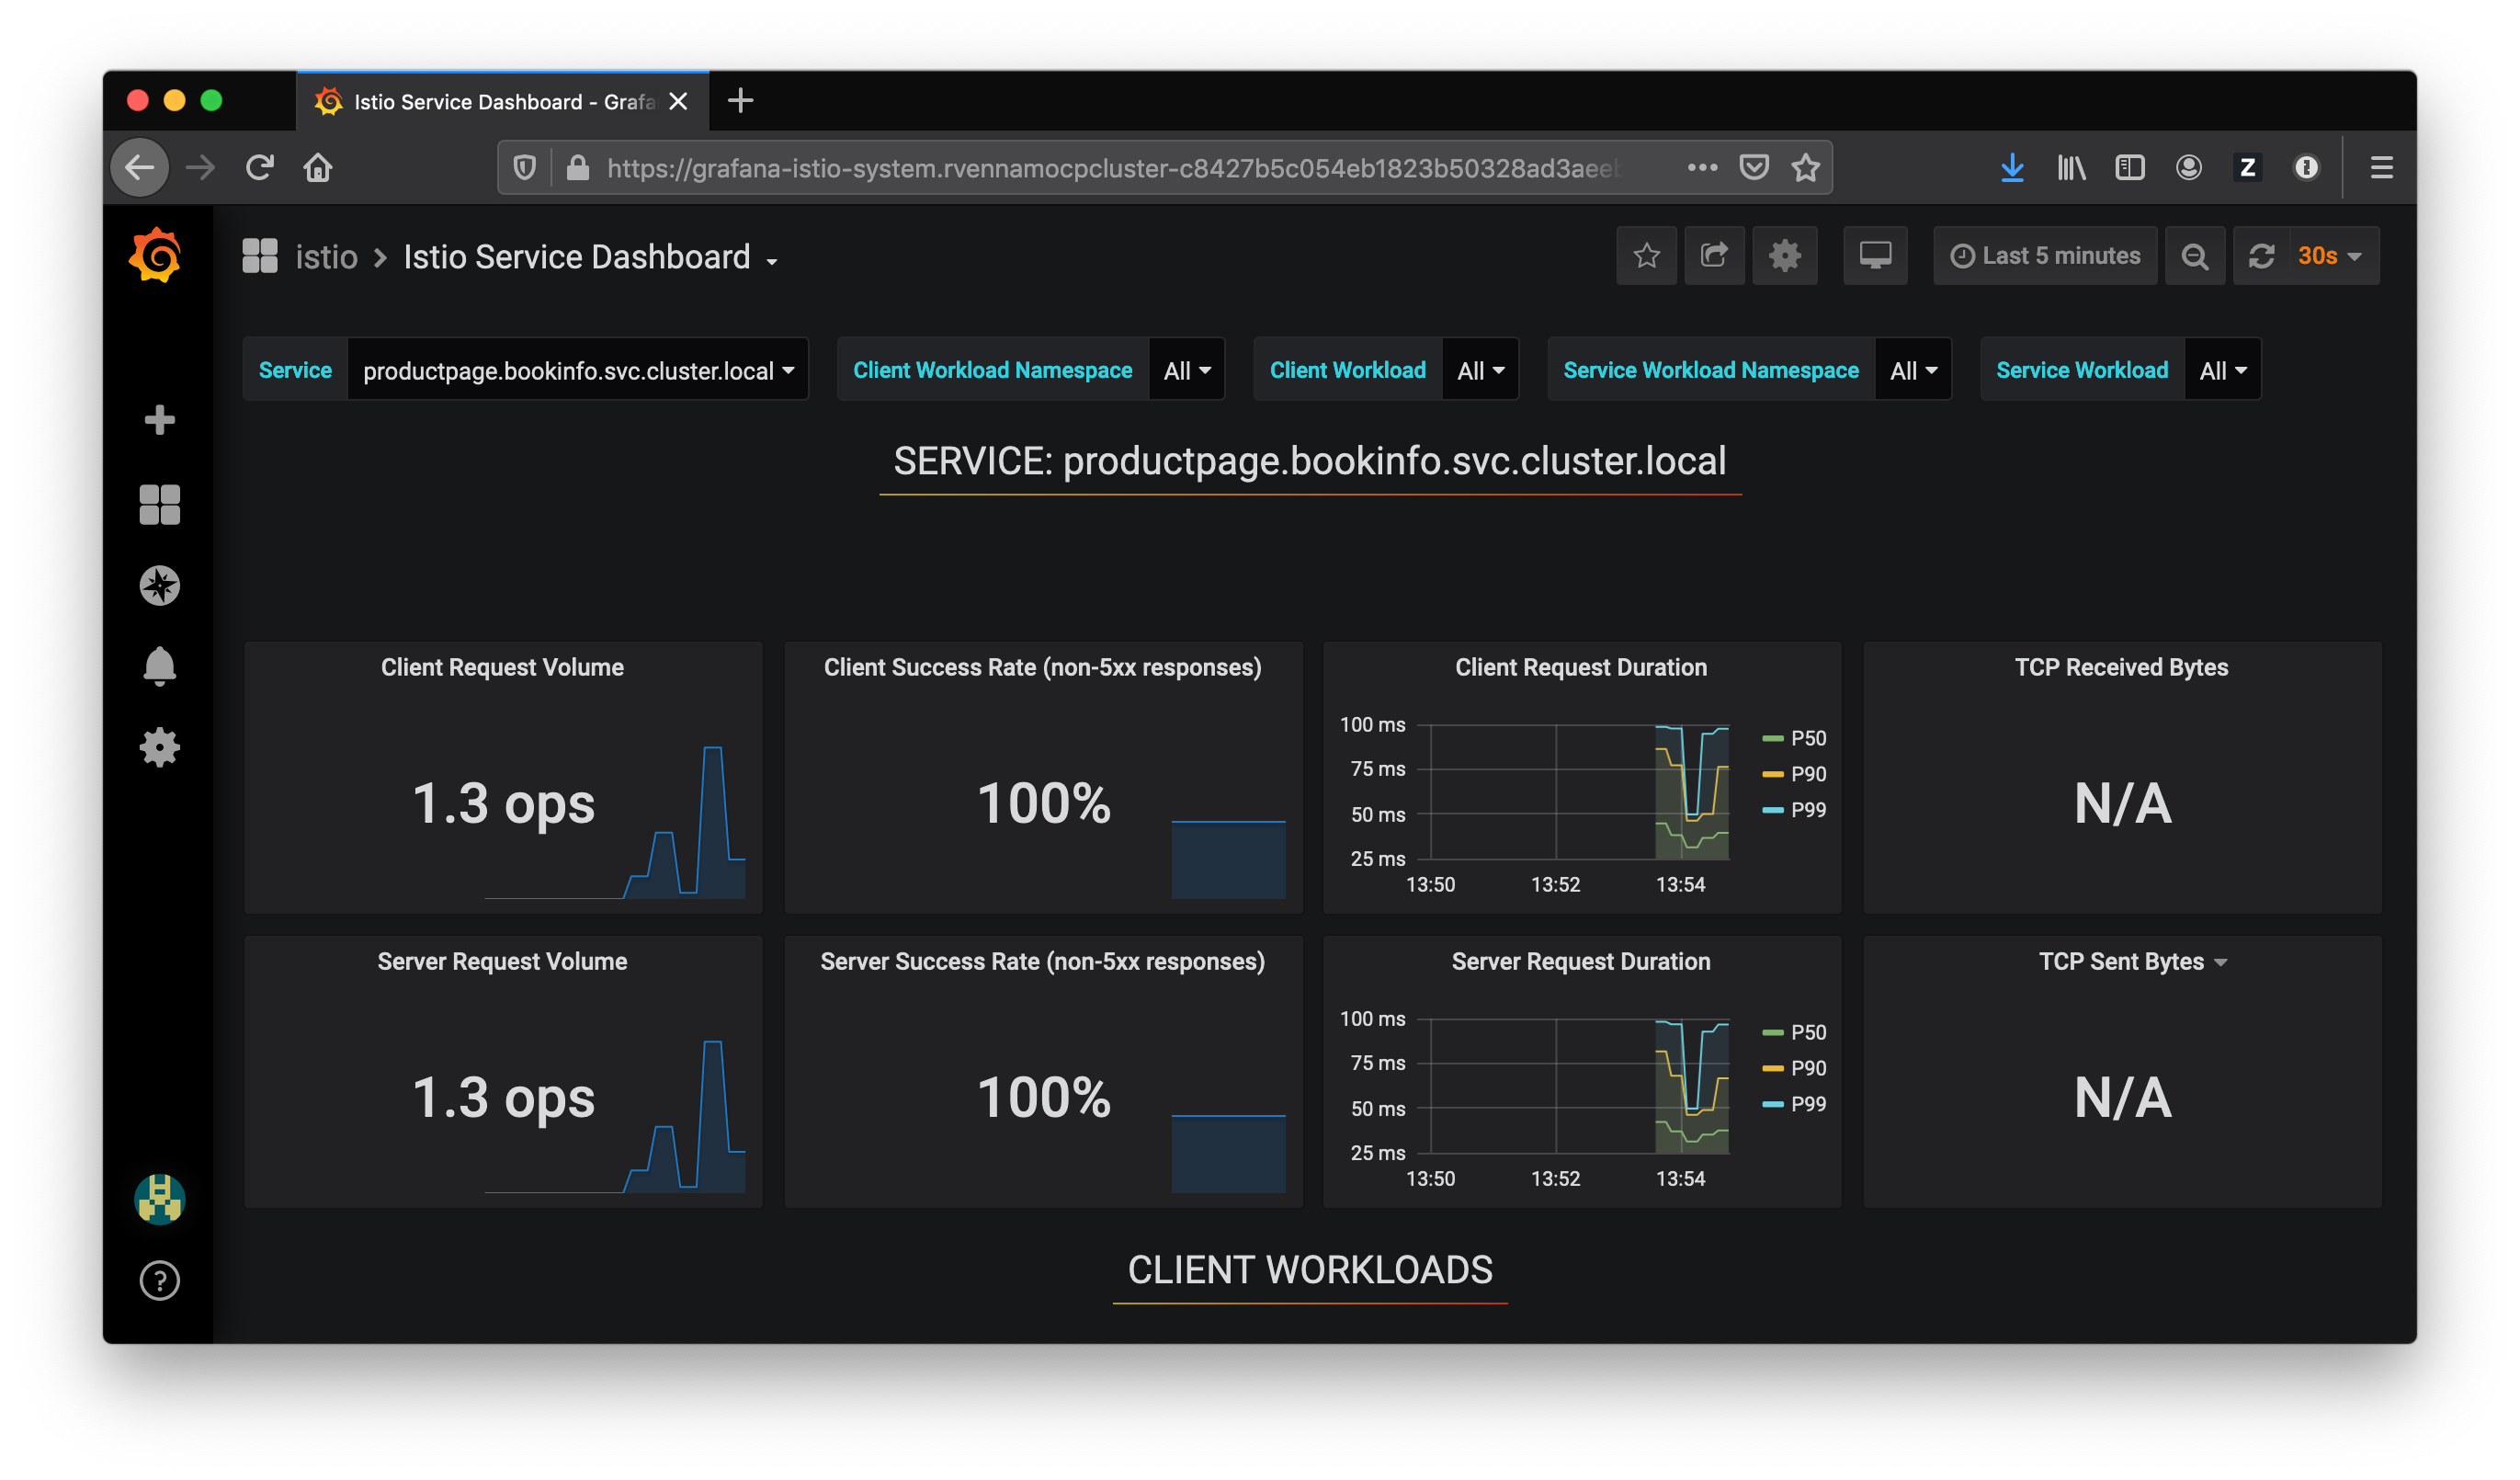 Istio Service Dashboard - Grafa
https://grafana-istio-system.rvennamocpcluster-c8427b5c054eb1823b50328ad3aeeb
Z
istio > Istio Service Dashboard
Last 5 minutes
30s
Service productpage.bookinfo.svc.cluster.local
Client Workload Namespace All
Client Workload All
Service Workload Namespace All
Service Workload All
SERVICE: productpage.bookinfo.svc.cluster.local
Client Request Volume
1.3 ops
Client Success Rate (non-5xx responses)
100%
Client Request Duration
100 ms
75 ms
50 ms
25 ms
13:50 13:52 13:54
P50
P90
P99
TCP Received Bytes
N/A
Server Request Volume
1.3 ops
Server Success Rate (non-5xx responses)
100%
Server Request Duration
100 ms
75 ms
50 ms
25 ms
13:50 13:52 13:54
P50
P90
P99
TCP Sent Bytes
N/A
CLIENT WORKLOADS